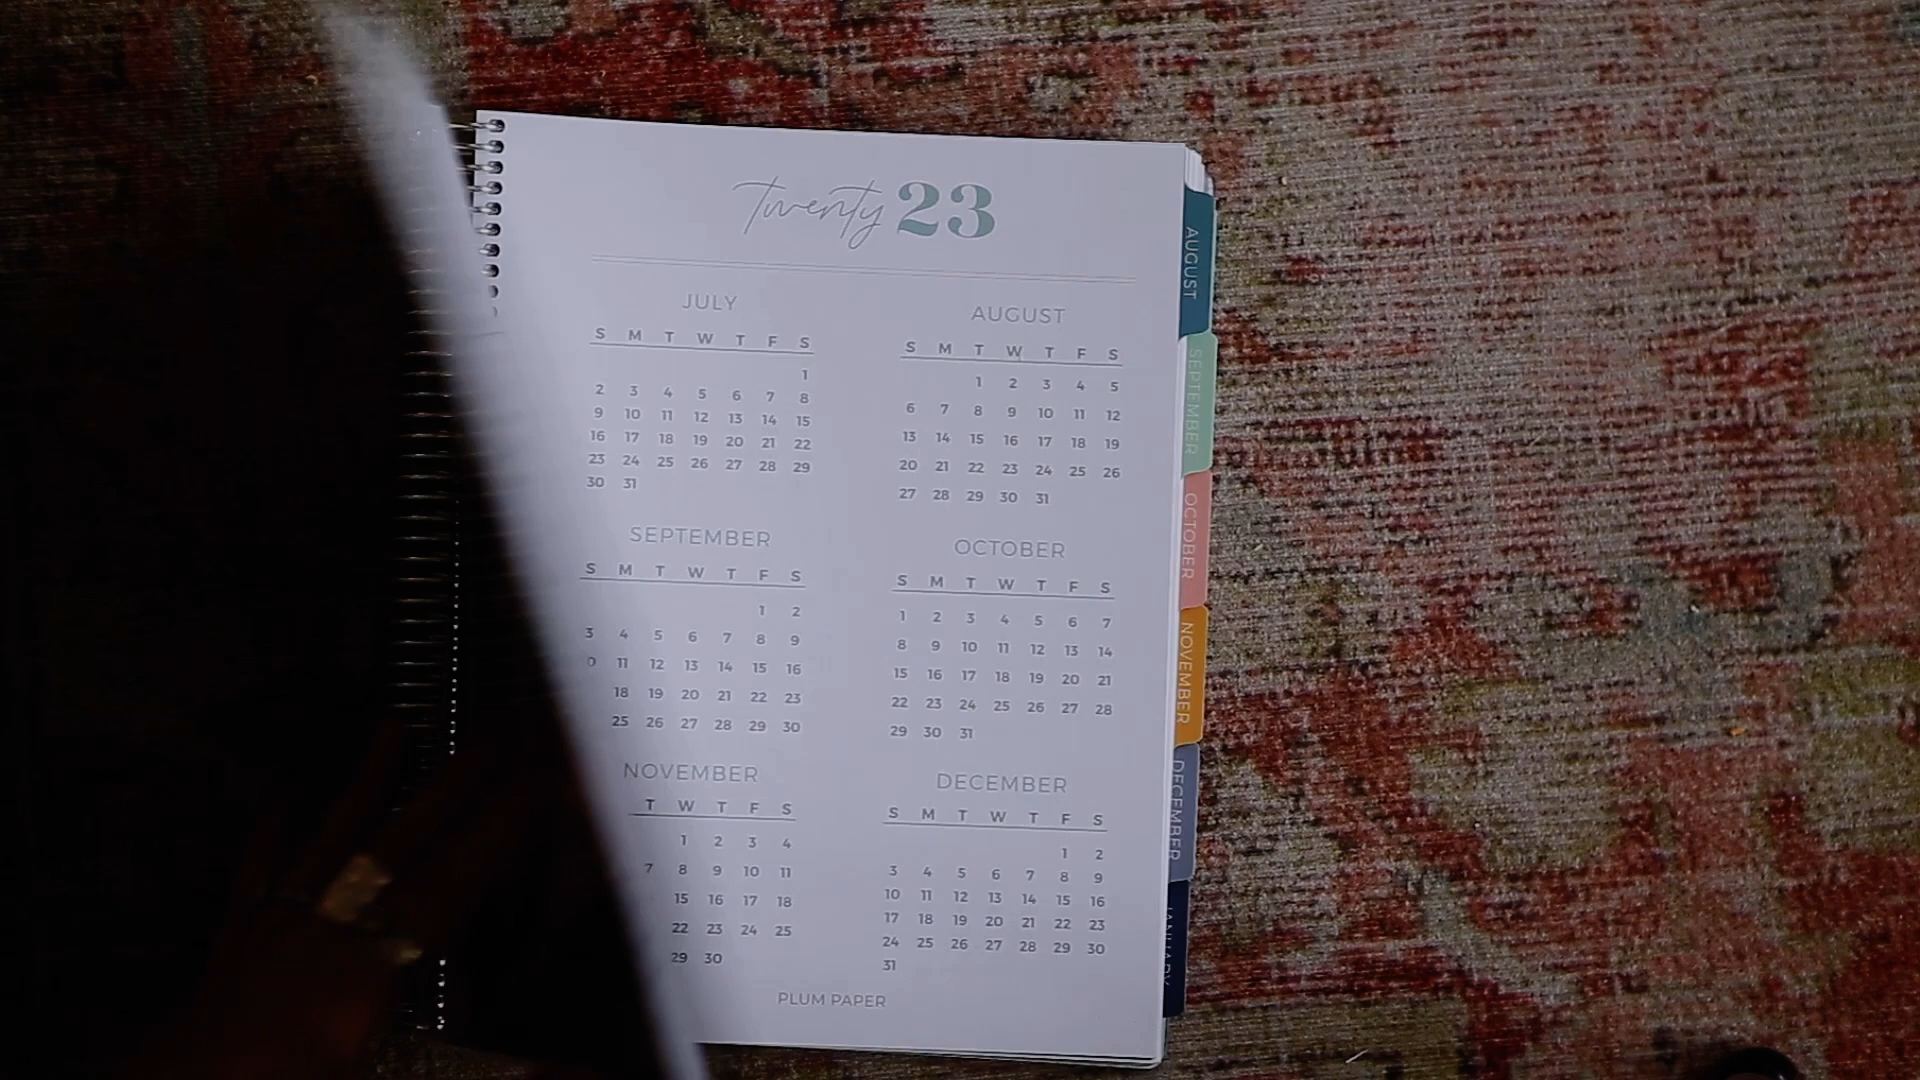 Twenty 23
JULY
S M T W T F S
1
2 3 4 5 6 7 8
9 10 11 12 13 14 15
16 17 18 19 20 21 22
23 24 25 26 27 28 29
30 31
AUGUST
S M T W T F S
1 2 3 4 5
6 7 8 9 10 11 12
13 14 15 16 17 18 19
20 21 22 23 24 25 26
27 28 29 30 31
SEPTEMBER
S M T W T F S
1 2
3 4 5 6 7 8 9
0 11 12 13 14 15 16
18 19 20 21 22 23
25 26 27 28 29 30
OCTOBER
S M T W T F S
1 2 3 4 5 6 7
8 9 10 11 12 13 14
15 16 17 18 19 20 21
22 23 24 25 26 27 28
29 30 31
NOVEMBER
T W T F S
1 2 3 4
7 8 9 10 11
15 16 17 18
22 23 24 25
29 30
DECEMBER
S M T W T F S
1 2
3 4 5 6 7 8 9
10 11 12 13 14 15 16
17 18 19 20 21 22 23
24 25 26 27 28 29 30
31
PLUM PAPER
AUGUST
SEPTEMBER
OCTOBER
NOVEMBER
DECEMBER
JANUARY